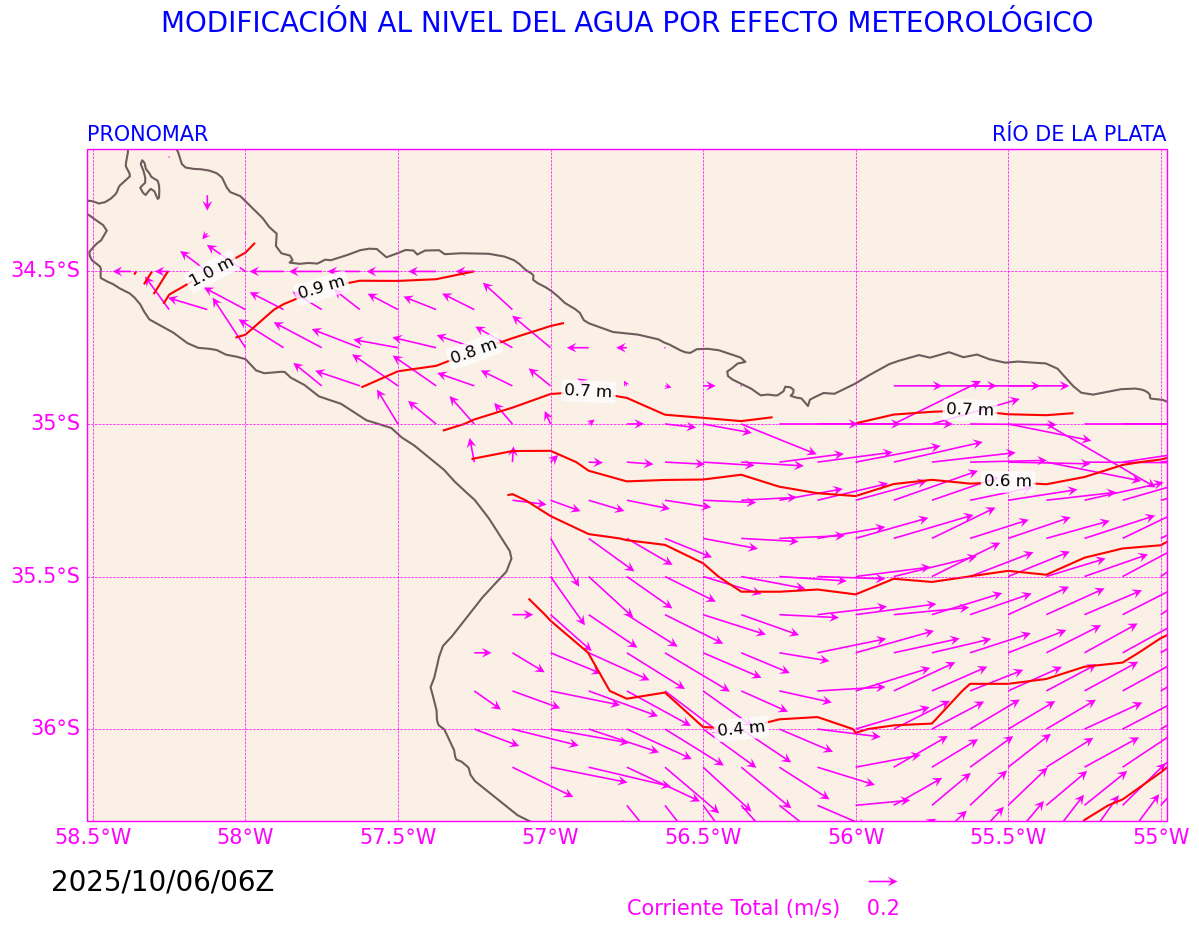 MODIFICACIÓN AL NIVEL DEL AGUA POR EFECTO METEOROLÓGICO
PRONOMAR RÍO DE LA PLATA
34.5°S
35°S
35.5°S
36°S
1.0 m
0.9 m
0.8 m
0.7 m
0.7 m
0.6 m
0.4 m
58.5°W 58°W 57.5°W 57°W 56.5°W 56°W 55.5°W 55°W
2025/10/06/06Z
Corriente Total (m/s) 0.2